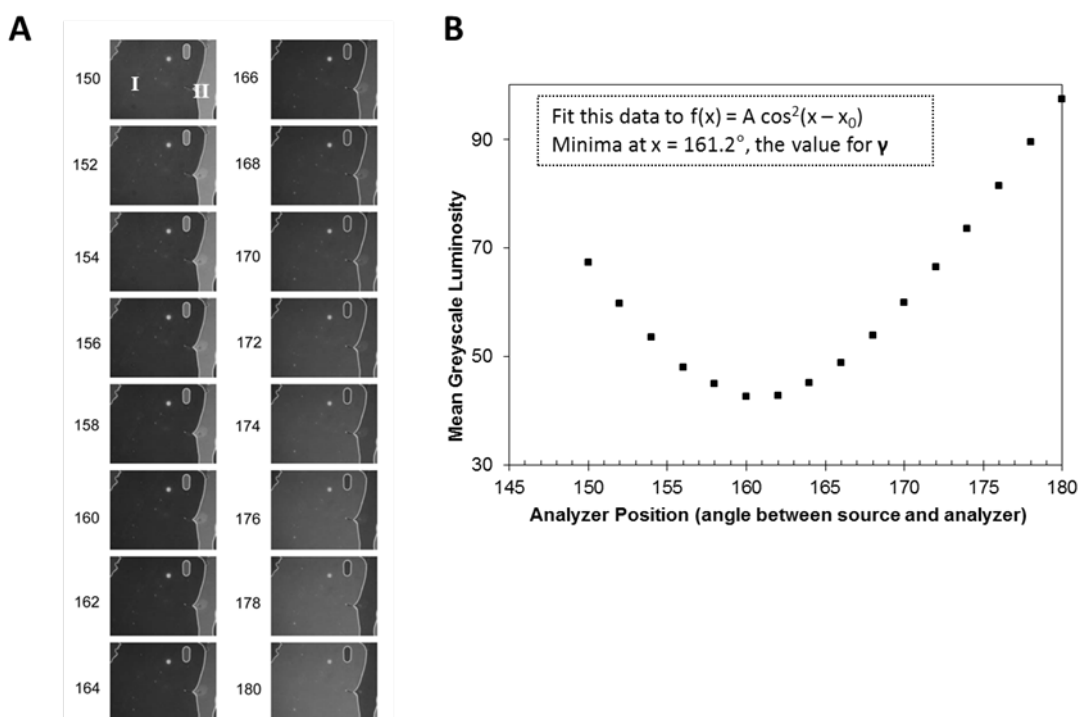 A
B
150
I
II
166
152
168
154
170
156
172
158
174
160
176
162
178
164
180
Fit this data to f(x) = A cos²(x – x₀)
Minima at x = 161.2°, the value for γ
Mean Greyscale Luminosity
90
70
50
30
145 150 155 160 165 170 175 180
Analyzer Position (angle between source and analyzer)